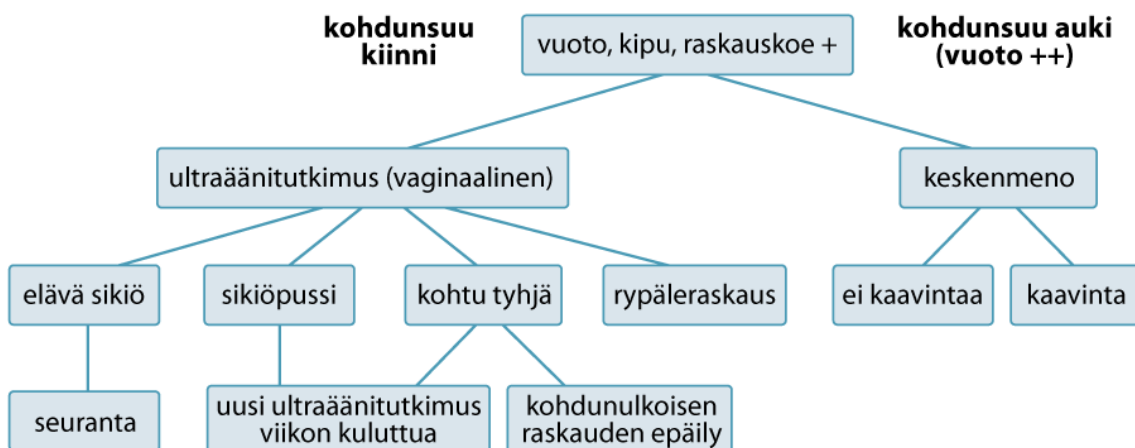 kohdunsuu
kiinni
vuoto, kipu, raskauskoe +
kohdunsuu auki
(vuoto ++)
ultraäänitutkimus (vaginaalinen)
keskenmeno
elävä sikiö
sikiöpussi
kohtu tyhjä
rypäleraskaus
ei kaavintaa
kaavinta
seuranta
uusi ultraäänitutkimus
viikon kuluttua
kohdunulkoisen
raskauden epäily